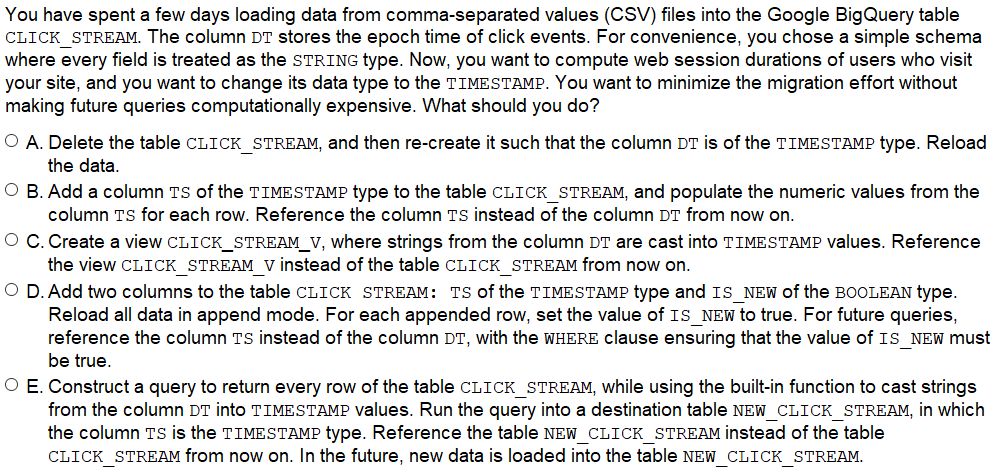 You have spent a few days loading data from comma-separated values (CSV) files into the Google BigQuery table
CLICK_STREAM. The column DT stores the epoch time of click events. For convenience, you chose a simple schema
where every field is treated as the STRING type. Now, you want to compute web session durations of users who visit
your site, and you want to change its data type to the TIMESTAMP. You want to minimize the migration effort without
making future queries computationally expensive. What should you do?
A. Delete the table CLICK_STREAM, and then re-create it such that the column DT is of the TIMESTAMP type. Reload
the data.
B. Add a column TS of the TIMESTAMP type to the table CLICK_STREAM, and populate the numeric values from the
column TS for each row. Reference the column TS instead of the column DT from now on.
C. Create a view CLICK_STREAM_V, where strings from the column DT are cast into TIMESTAMP values. Reference
the view CLICK_STREAM_V instead of the table CLICK_STREAM from now on.
D. Add two columns to the table CLICK STREAM: TS of the TIMESTAMP type and IS_NEW of the BOOLEAN type.
Reload all data in append mode. For each appended row, set the value of IS_NEW to true. For future queries,
reference the column TS instead of the column DT, with the WHERE clause ensuring that the value of IS_NEW must
be true.
E. Construct a query to return every row of the table CLICK_STREAM, while using the built-in function to cast strings
from the column DT into TIMESTAMP values. Run the query into a destination table NEW_CLICK_STREAM, in which
the column TS is the TIMESTAMP type. Reference the table NEW_CLICK_STREAM instead of the table
CLICK_STREAM from now on. In the future, new data is loaded into the table NEW_CLICK_STREAM.